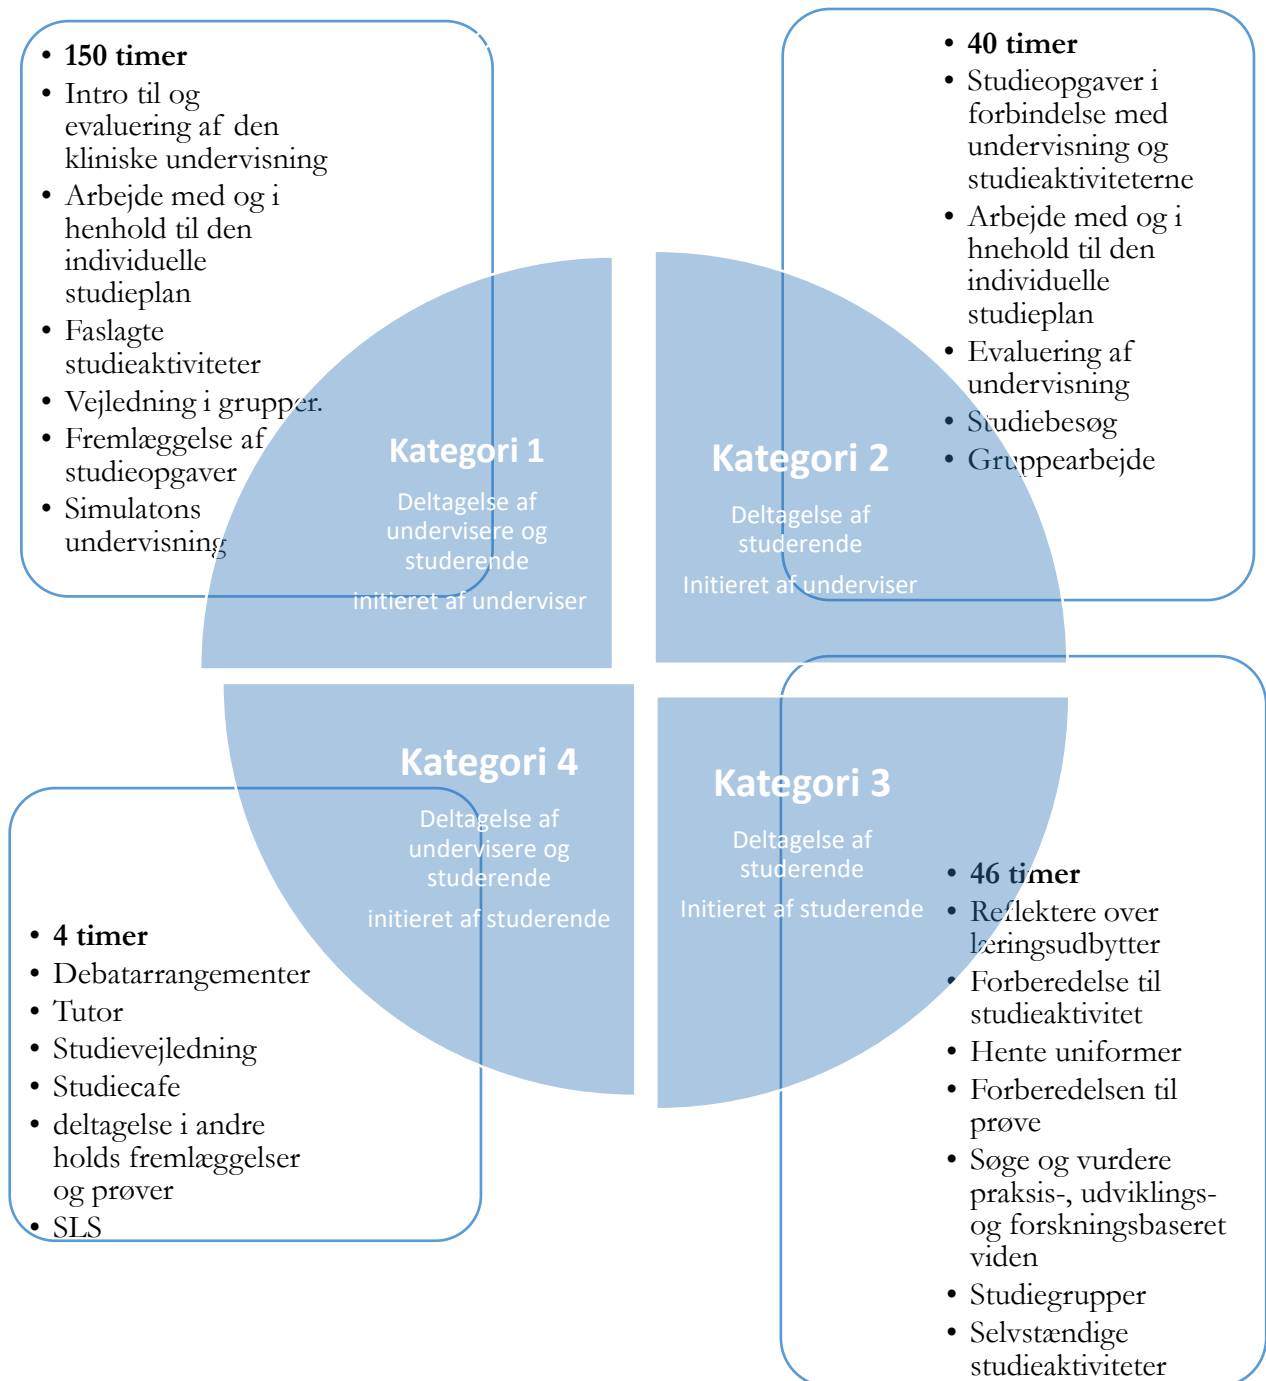 • 150 timer
• Intro til og
evaluering af den
kliniske undervisning
• Arbejde med og i
henhold til den
individuelle
studieplan
• Faslagte
studieaktiviteter
• Vejledning i grupper.
• Fremlæggelse af
studieopgaver
• Simulatons
undervisning
Kategori 1
Deltagelse af
undervisere og
studerende
initieret af underviser
• 40 timer
• Studieopgaver i
forbindelse med
undervisning og
studieaktiviteterne
• Arbejde med og i
hnehold til den
individuelle
studieplan
• Evaluering af
undervisning
• Studiebesøg
• Gruppearbejde
Kategori 2
Deltagelse af
studerende
Initieret af underviser
Kategori 4
Deltagelse af
undervisere og
studerende
initieret af studerende
• 4 timer
• Debatarrangementer
• Tutor
• Studievejledning
• Studiecafe
• deltagelse i andre
holds fremlæggelser
og prøver
• SLS
Kategori 3
Deltagelse af
studerende
Initieret af studerende
• 46 timer
• Reflektere over
læringsudbytter
• Forberedelse til
studieaktivitet
• Hente uniformer
• Forberedelsen til
prøve
• Søge og vurdere
praksis-, udviklings-
og forskningsbaseret
viden
• Studiegrupper
• Selvstændige
studieaktiviteter